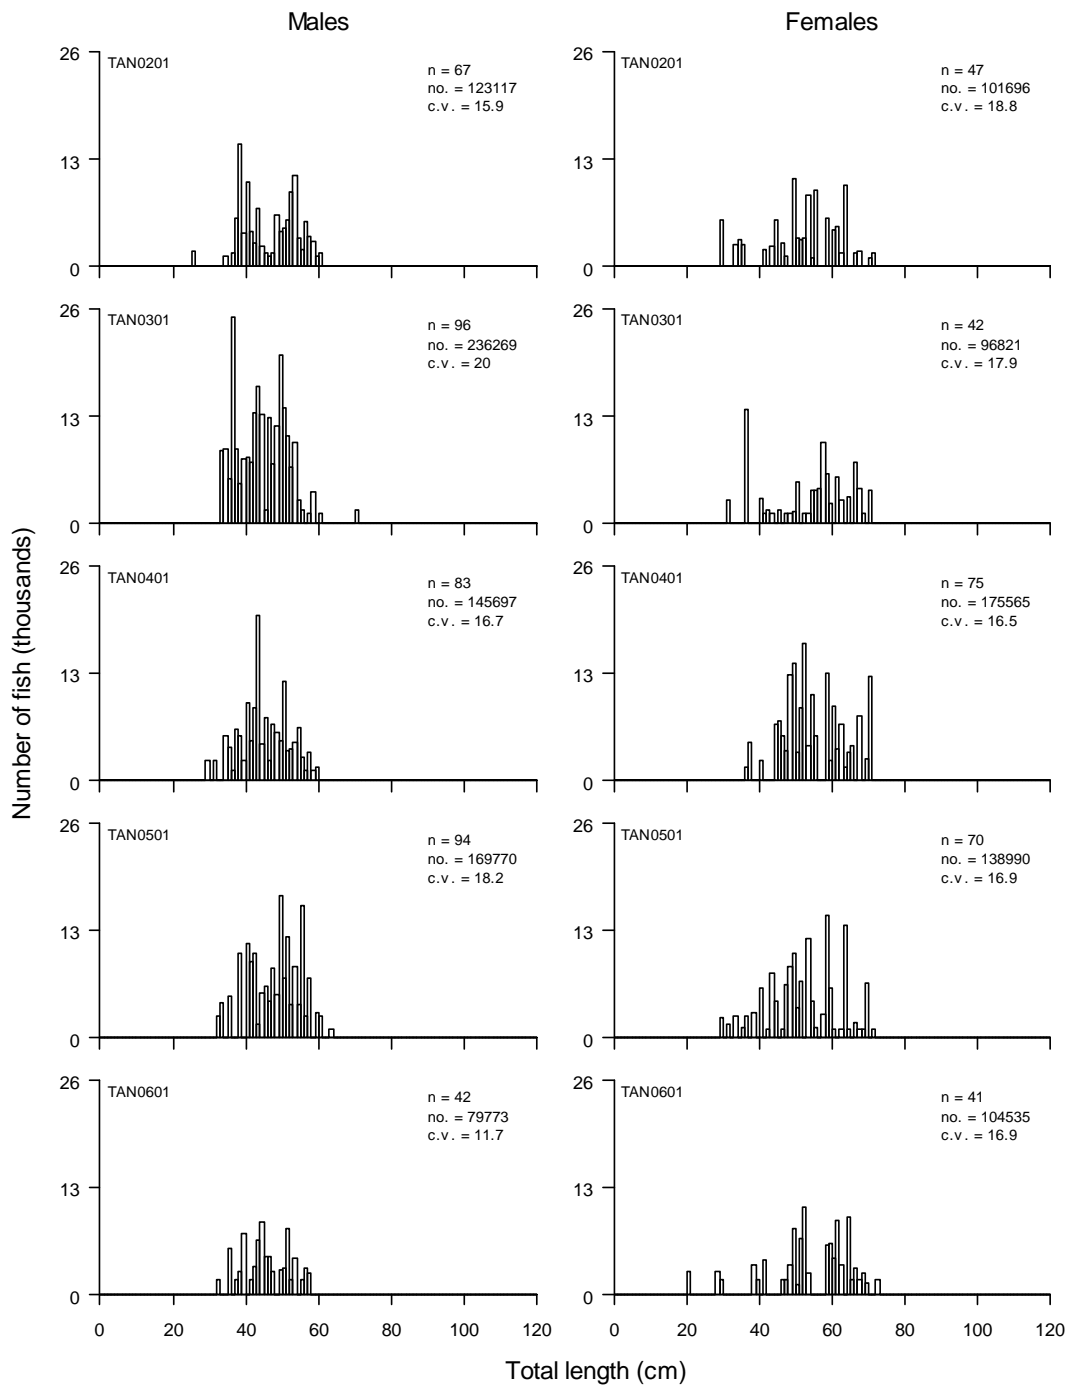 Males Females
26 TAN0201 n = 67 no. = 123117 c.v. = 15.9
13
0
TAN0201 n = 47 no. = 101696 c.v. = 18.8
26 TAN0301 n = 96 no. = 236269 c.v. = 20
13
0
26 TAN0301 n = 42 no. = 96821 c.v. = 17.9
13
0
26 TAN0401 n = 83 no. = 145697 c.v. = 16.7
13
0
26 TAN0401 n = 75 no. = 175565 c.v. = 16.5
13
0
26 TAN0501 n = 94 no. = 169770 c.v. = 18.2
13
0
26 TAN0501 n = 70 no. = 138990 c.v. = 16.9
13
0
26 TAN0601 n = 42 no. = 79773 c.v. = 11.7
13
0
26 TAN0601 n = 41 no. = 104535 c.v. = 16.9
13
0
0 20 40 60 80 100 120
0 20 40 60 80 100 120
Number of fish (thousands)
Total length (cm)